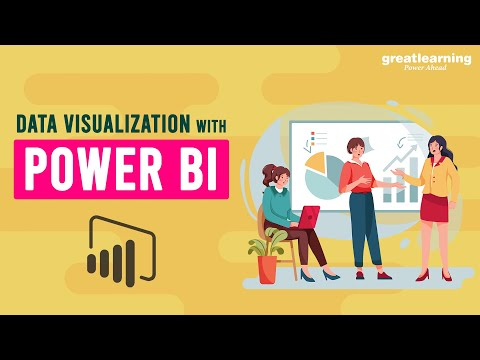 greatlearning
Power Ahead
DATA VISUALIZATION WITH
POWER BI